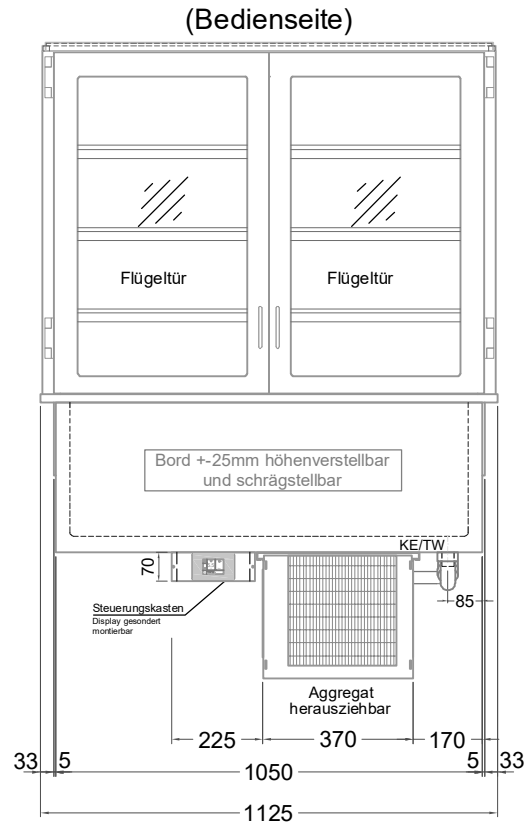 (Bedienseite)
Flügeltür
Flügeltür
Bord +-25mm höhenverstellbar
und schrägstellbar
KE/TW
70
Steuerungskasten
Display gesondert
montierbar
85
Aggregat
herausziehbar
225
370
170
33
5
1050
5
33
1125